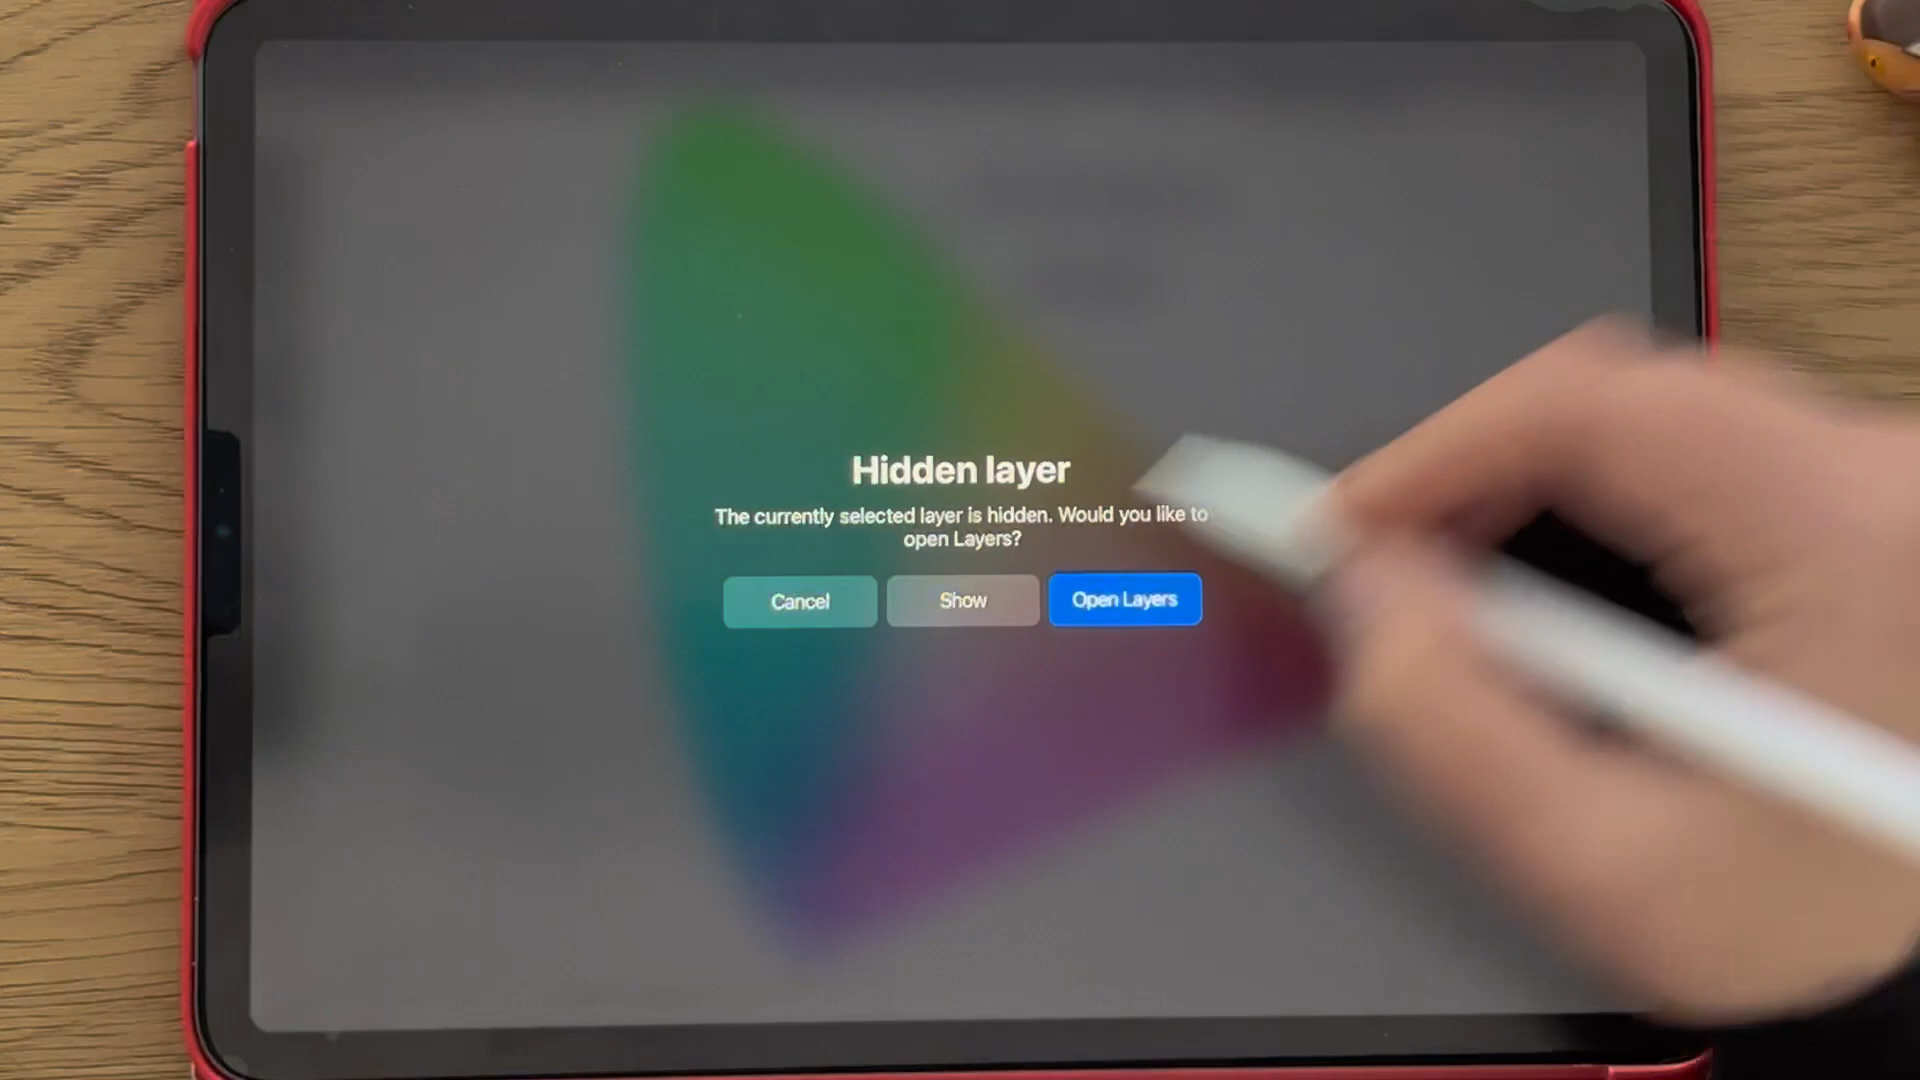 Hidden layer
The currently selected layer is hidden. Would you like to
open Layers?
Cancel
Show
Open Layers